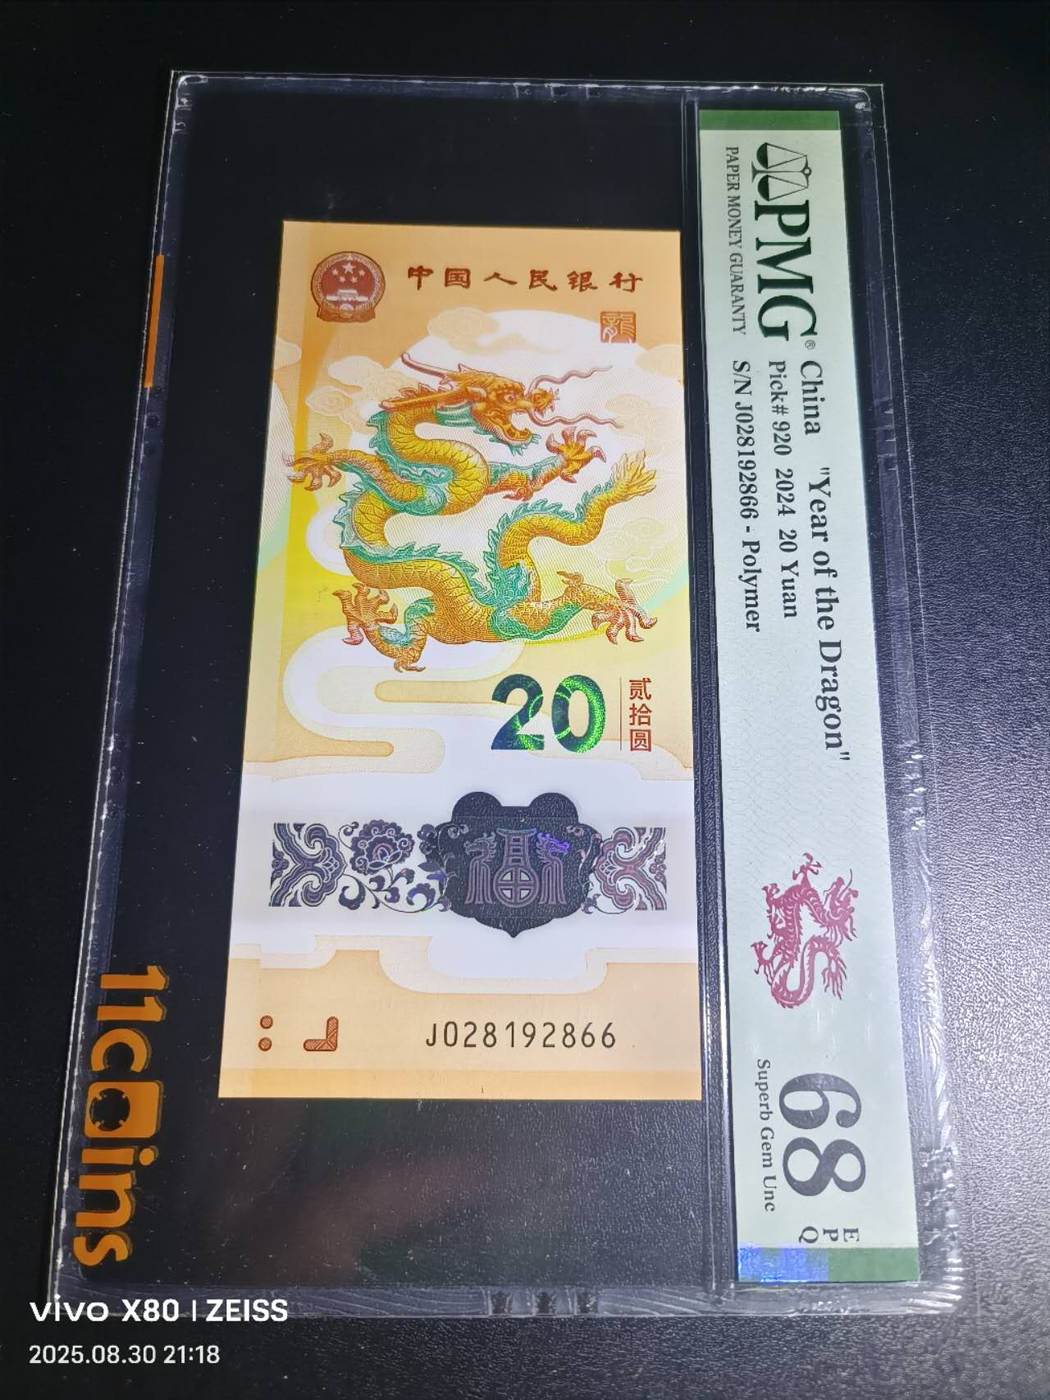 中国人民银行
龍
20
贰拾圆
福
J028192866
PMG®
PAPER MONEY GUARANTY
China "Year of the Dragon"
Pick# 920 2024 20 Yuan
S/N J028192866 - Polymer
68
Superb Gem Unc
EPQ
11coins
vivo X80 | ZEISS
2025.08.30 21:18